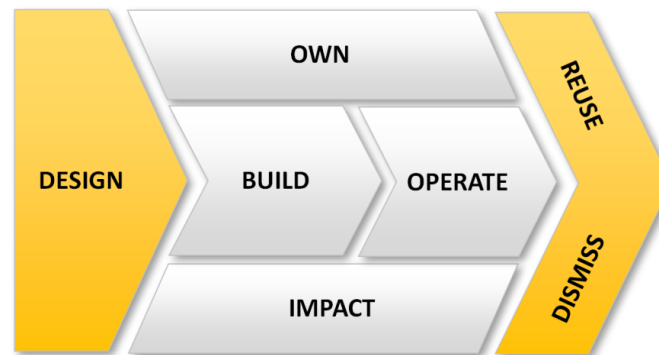 OWN
REUSE
DESIGN
BUILD
OPERATE
DISMISS
IMPACT